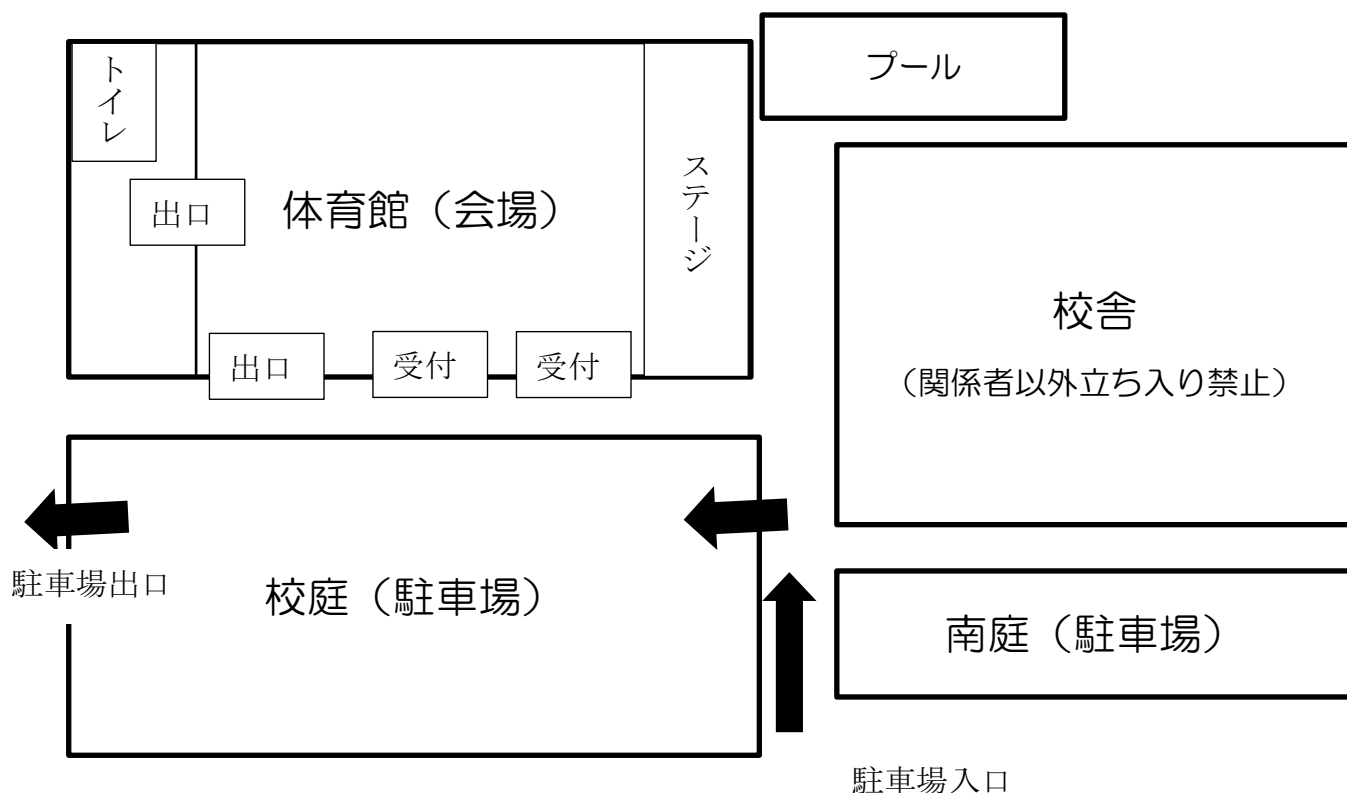 プール
トイレ
ステージ
出口
体育館（会場）
校舎
（関係者以外立ち入り禁止）
出口
受付
受付
駐車場出口
校庭（駐車場）
南庭（駐車場）
駐車場入口